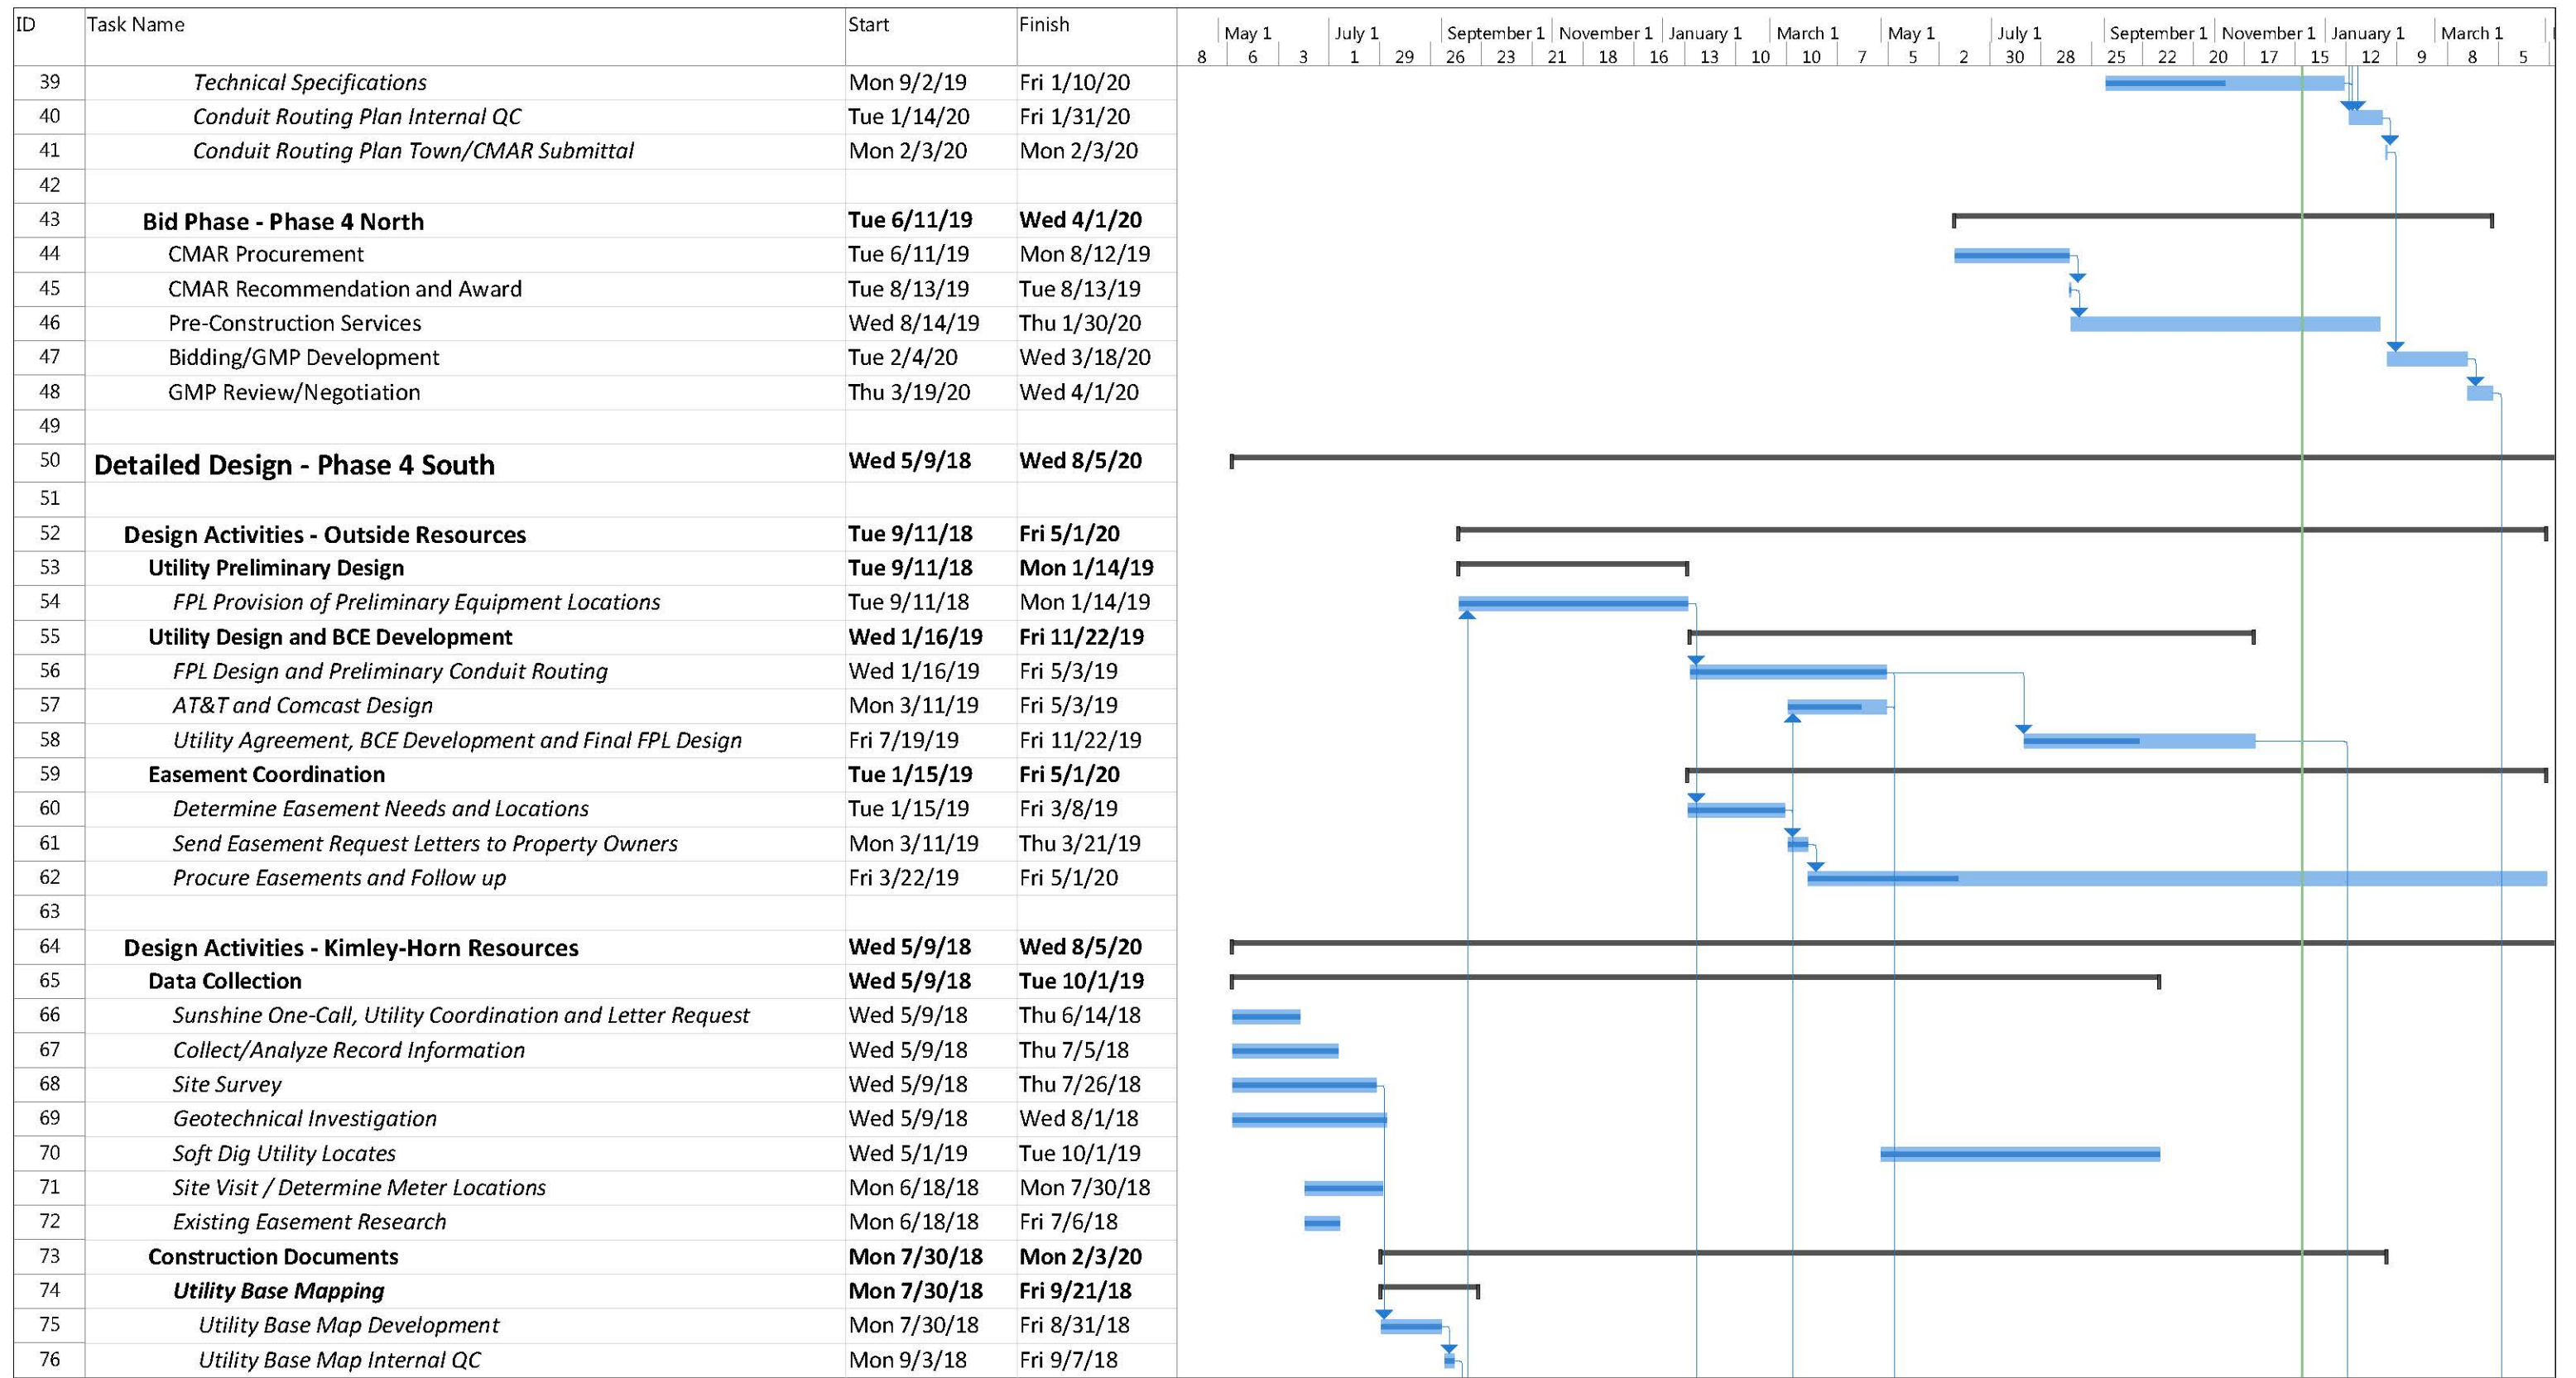 ID Task Name Start Finish
May 1 July 1 September 1 November 1 January 1 March 1 May 1 July 1 September 1 November 1 January 1 March 1
8 6 3 1 29 26 23 21 18 16 13 10 10 7 5 2 30 28 25 22 20 17 15 12 9 8 5
39 Technical Specifications Mon 9/2/19 Fri 1/10/20
40 Conduit Routing Plan Internal QC Tue 1/14/20 Fri 1/31/20
41 Conduit Routing Plan Town/CMAR Submittal Mon 2/3/20 Mon 2/3/20
42
43 Bid Phase - Phase 4 North Tue 6/11/19 Wed 4/1/20
44 CMAR Procurement Tue 6/11/19 Mon 8/12/19
45 CMAR Recommendation and Award Tue 8/13/19 Tue 8/13/19
46 Pre-Construction Services Wed 8/14/19 Thu 1/30/20
47 Bidding/GMP Development Tue 2/4/20 Wed 3/18/20
48 GMP Review/Negotiation Thu 3/19/20 Wed 4/1/20
49
50 Detailed Design - Phase 4 South Wed 5/9/18 Wed 8/5/20
51
52 Design Activities - Outside Resources Tue 9/11/18 Fri 5/1/20
53 Utility Preliminary Design Tue 9/11/18 Mon 1/14/19
54 FPL Provision of Preliminary Equipment Locations Tue 9/11/18 Mon 1/14/19
55 Utility Design and BCE Development Wed 1/16/19 Fri 11/22/19
56 FPL Design and Preliminary Conduit Routing Wed 1/16/19 Fri 5/3/19
57 AT&T and Comcast Design Mon 3/11/19 Fri 5/3/19
58 Utility Agreement, BCE Development and Final FPL Design Fri 7/19/19 Fri 11/22/19
59 Easement Coordination Tue 1/15/19 Fri 5/1/20
60 Determine Easement Needs and Locations Tue 1/15/19 Fri 3/8/19
61 Send Easement Request Letters to Property Owners Mon 3/11/19 Thu 3/21/19
62 Procure Easements and Follow up Fri 3/22/19 Fri 5/1/20
63
64 Design Activities - Kimley-Horn Resources Wed 5/9/18 Wed 8/5/20
65 Data Collection Wed 5/9/18 Tue 10/1/19
66 Sunshine One-Call, Utility Coordination and Letter Request Wed 5/9/18 Thu 6/14/18
67 Collect/Analyze Record Information Wed 5/9/18 Thu 7/5/18
68 Site Survey Wed 5/9/18 Thu 7/26/18
69 Geotechnical Investigation Wed 5/9/18 Wed 8/1/18
70 Soft Dig Utility Locates Wed 5/1/19 Tue 10/1/19
71 Site Visit / Determine Meter Locations Mon 6/18/18 Mon 7/30/18
72 Existing Easement Research Mon 6/18/18 Fri 7/6/18
73 Construction Documents Mon 7/30/18 Mon 2/3/20
74 Utility Base Mapping Mon 7/30/18 Fri 9/21/18
75 Utility Base Map Development Mon 7/30/18 Fri 8/31/18
76 Utility Base Map Internal QC Mon 9/3/18 Fri 9/7/18